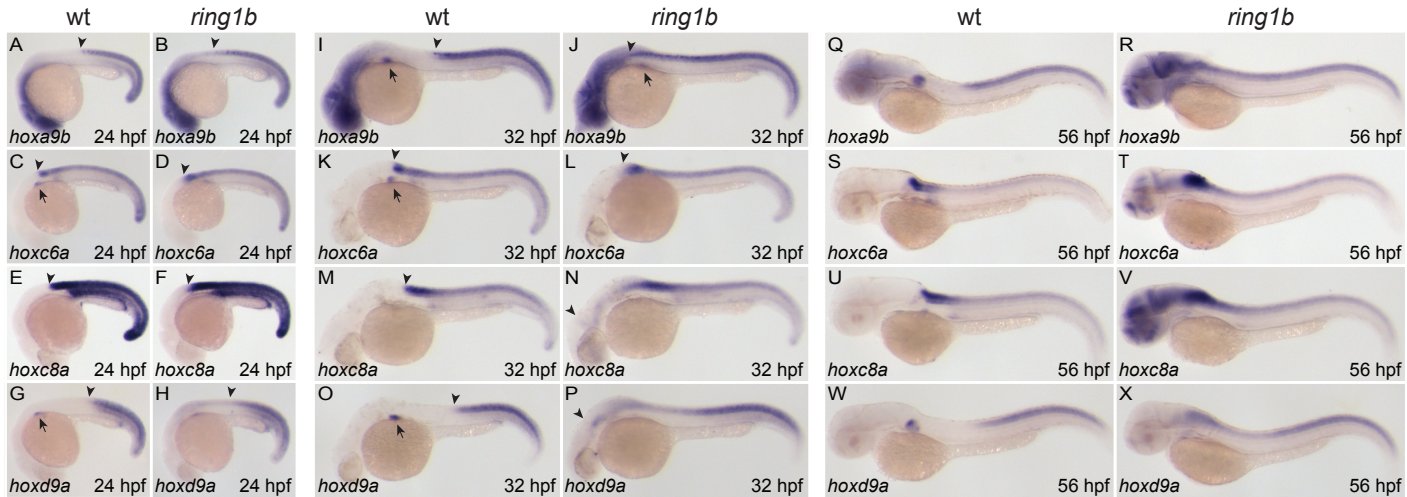 wt ring1b wt ring1b wt ring1b
A B I J Q R
hoxa9b 24 hpf hoxa9b 24 hpf hoxa9b 32 hpf hoxa9b 32 hpf hoxa9b 56 hpf hoxa9b 56 hpf
C D K L S T
hoxc6a 24 hpf hoxc6a 24 hpf hoxc6a 32 hpf hoxc6a 32 hpf hoxc6a 56 hpf hoxc6a 56 hpf
E F M N U V
hoxc8a 24 hpf hoxc8a 24 hpf hoxc8a 32 hpf hoxc8a 32 hpf hoxc8a 56 hpf hoxc8a 56 hpf
G H O P W X
hoxd9a 24 hpf hoxd9a 24 hpf hoxd9a 32 hpf hoxd9a 32 hpf hoxd9a 56 hpf hoxd9a 56 hpf